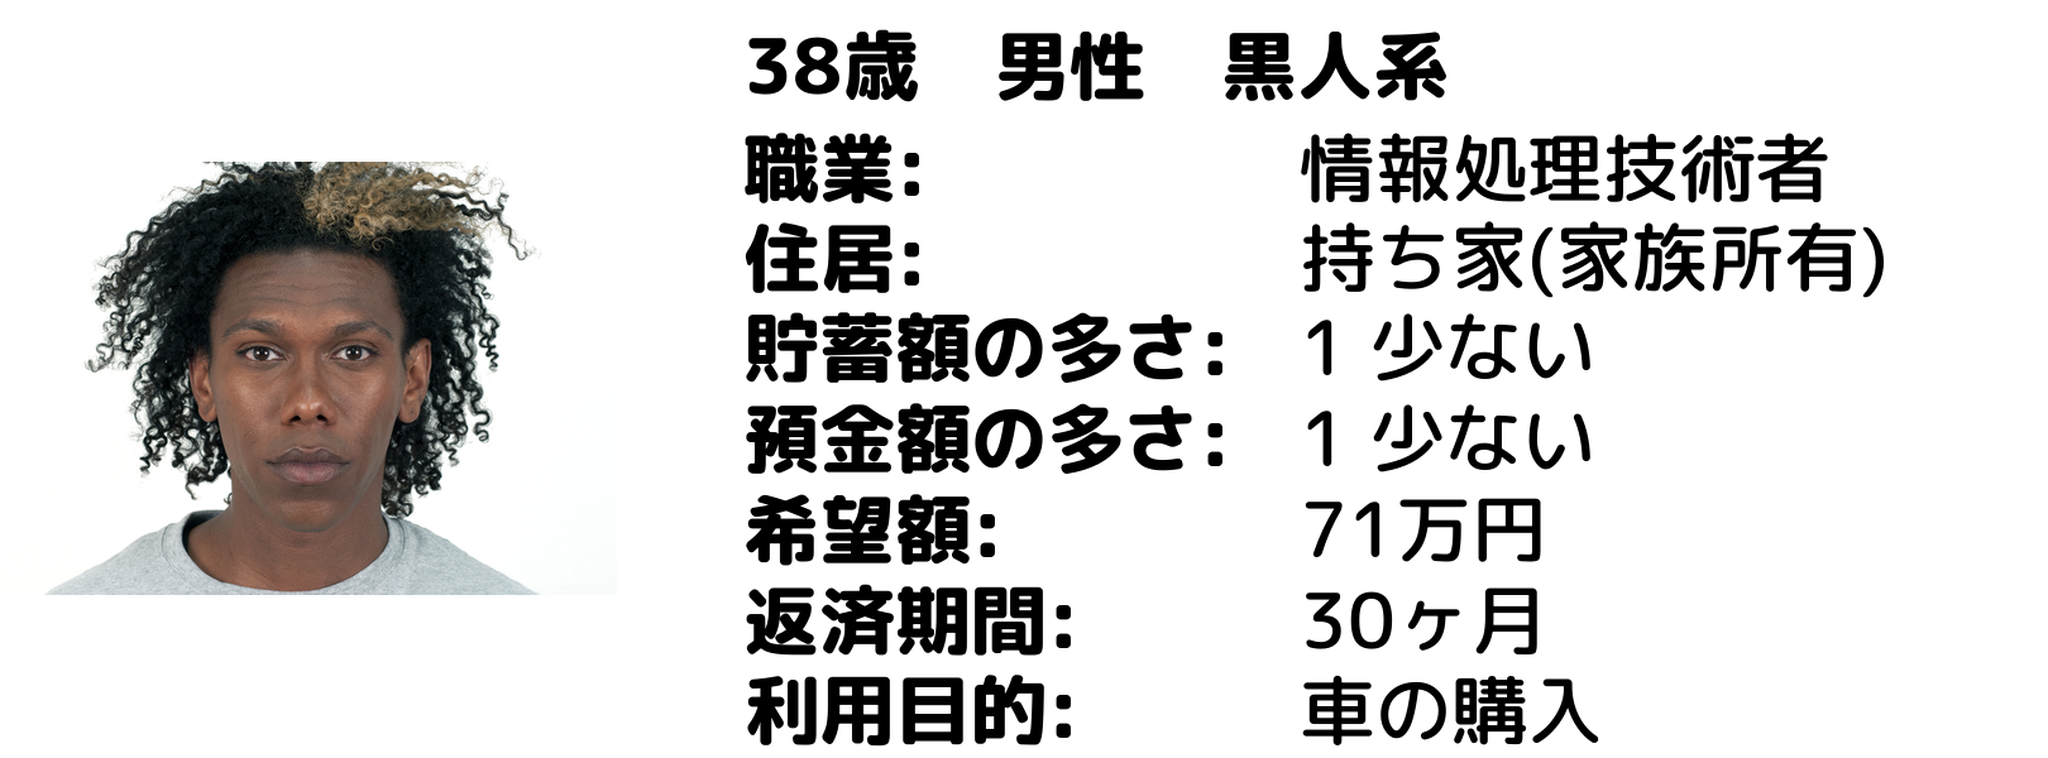 38歳　男性　黒人系
職業: 情報処理技術者
住居: 持ち家(家族所有)
貯蓄額の多さ: 1 少ない
預金額の多さ: 1 少ない
希望額: 71万円
返済期間: 30ヶ月
利用目的: 車の購入